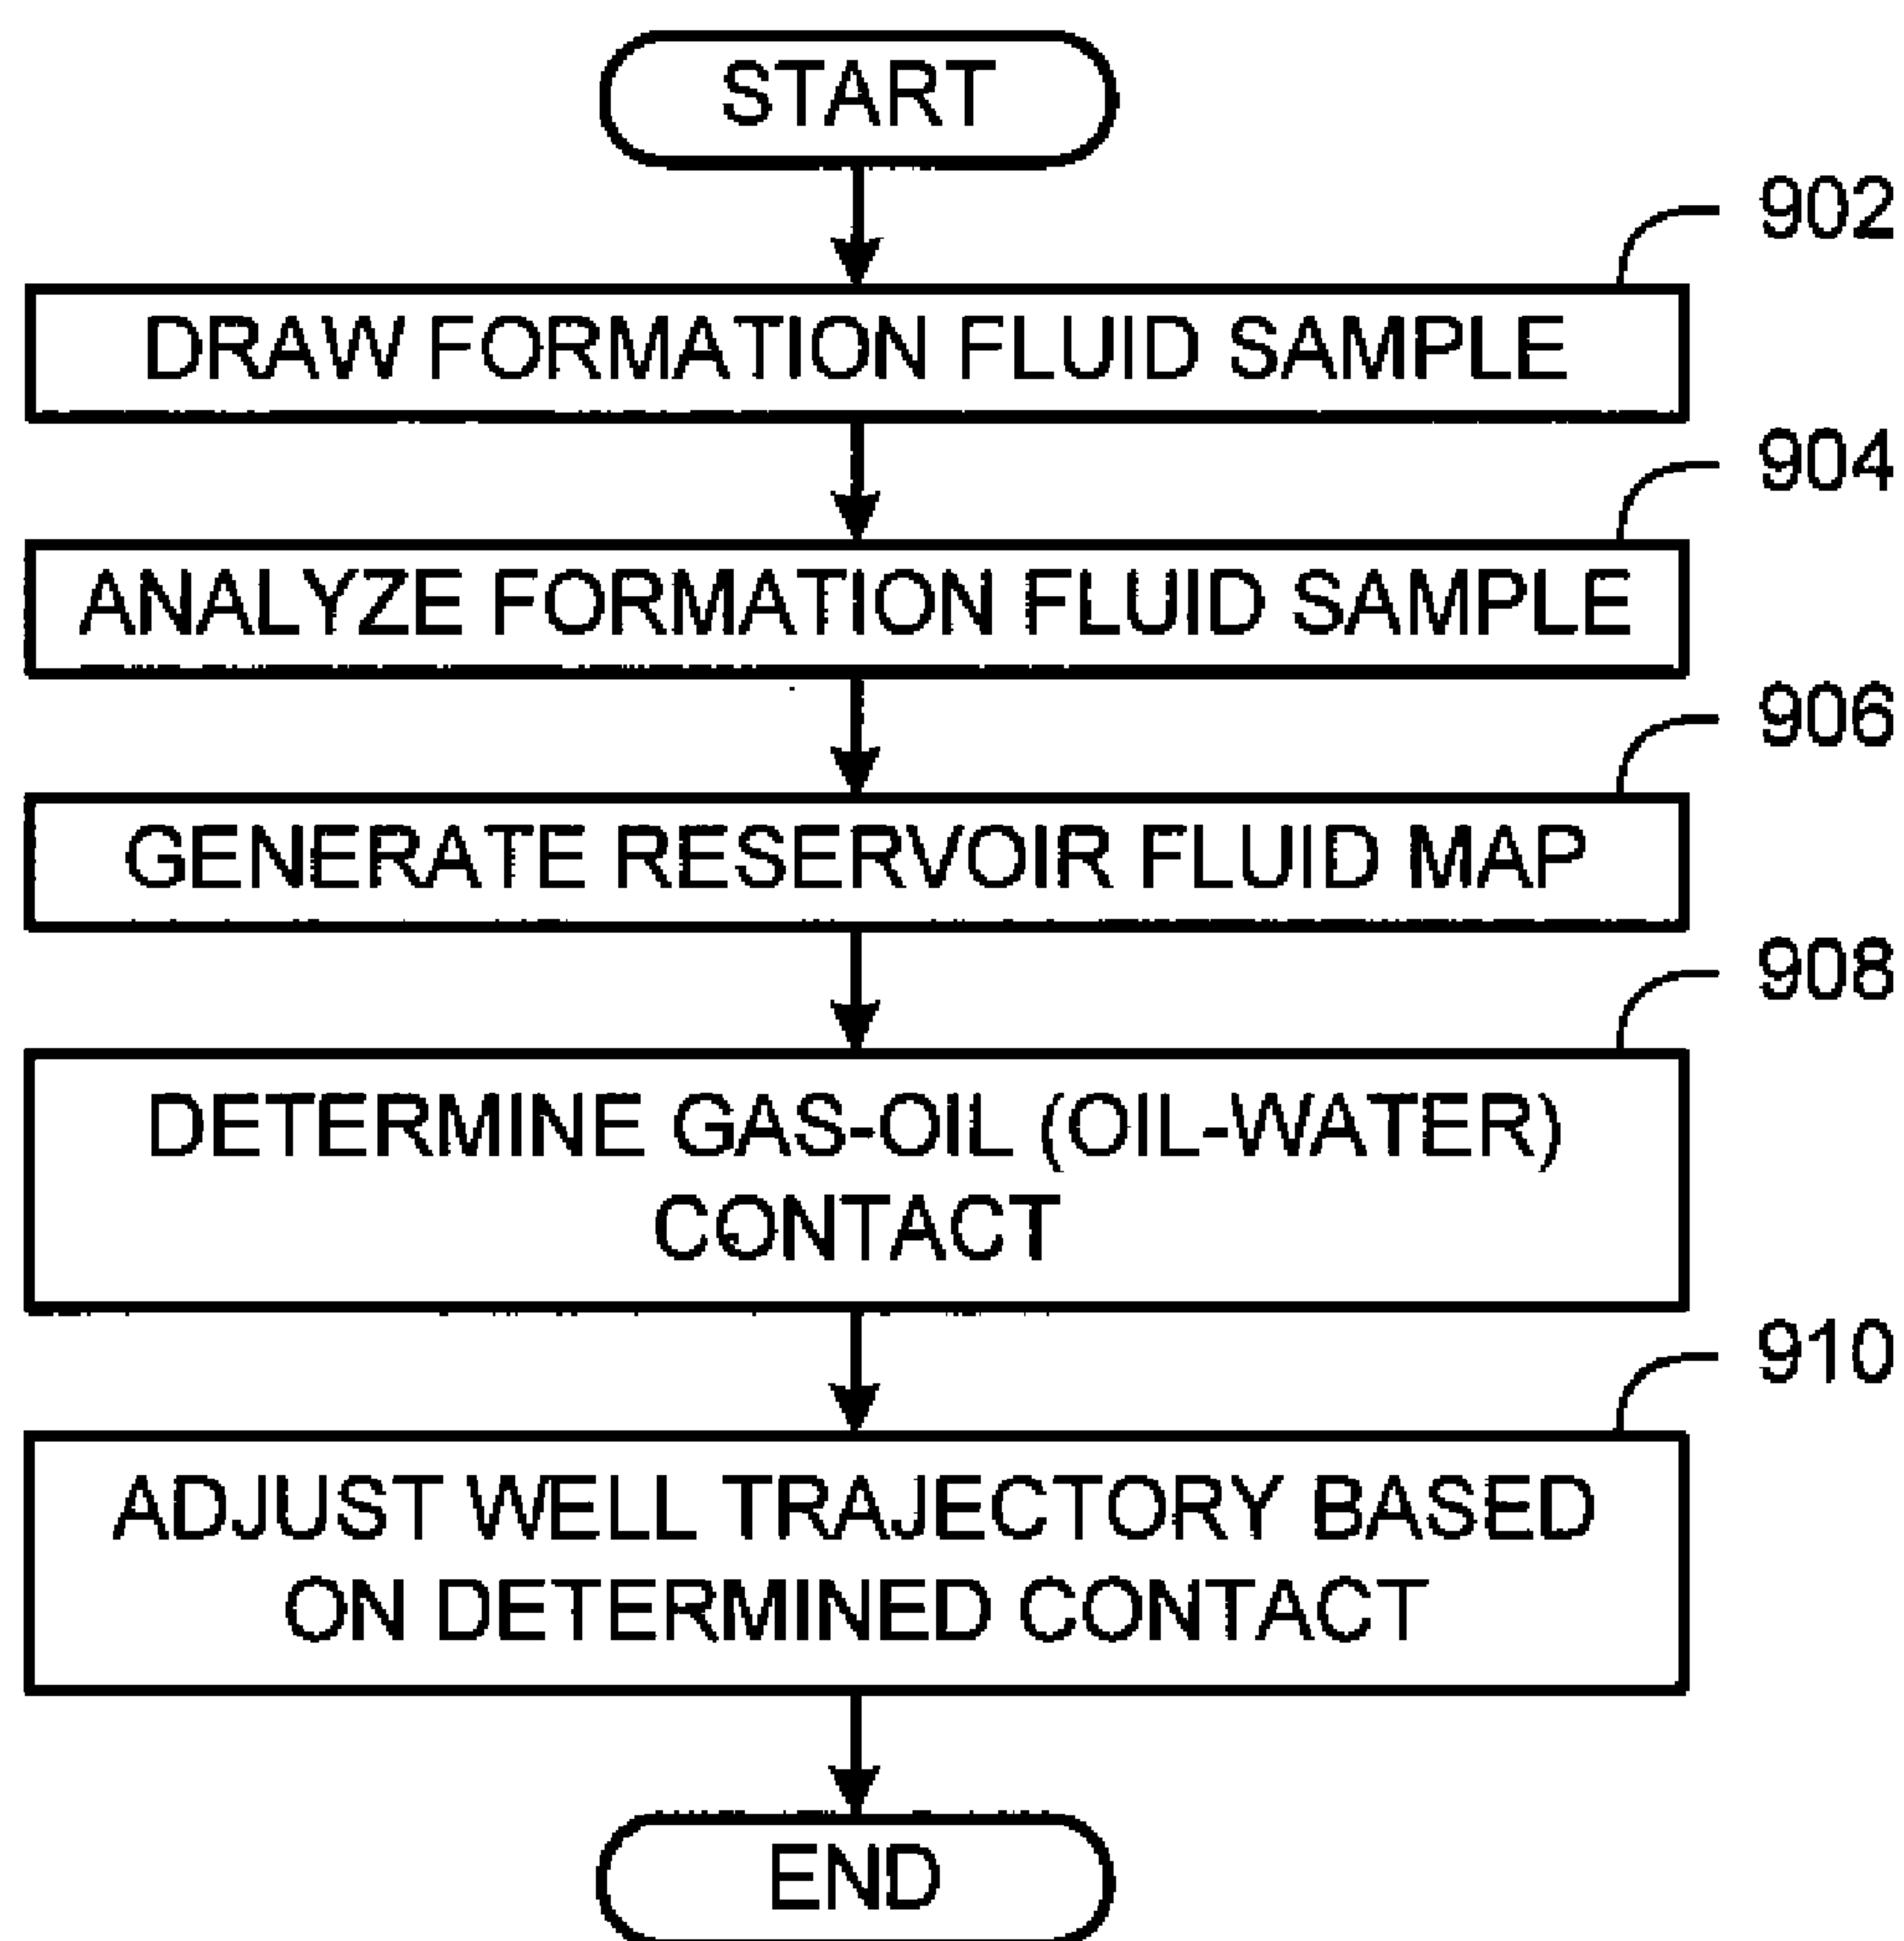 START
902
DRAW FORMATION FLUID SAMPLE
904
ANALYZE FORMATION FLUID SAMPLE
906
GENERATE RESERVOIR FLUID MAP
908
DETERMINE GAS-OIL (OIL-WATER)
CONTACT
910
ADJUST WELL TRAJECTORY BASED
ON DETERMINED CONTACT
END